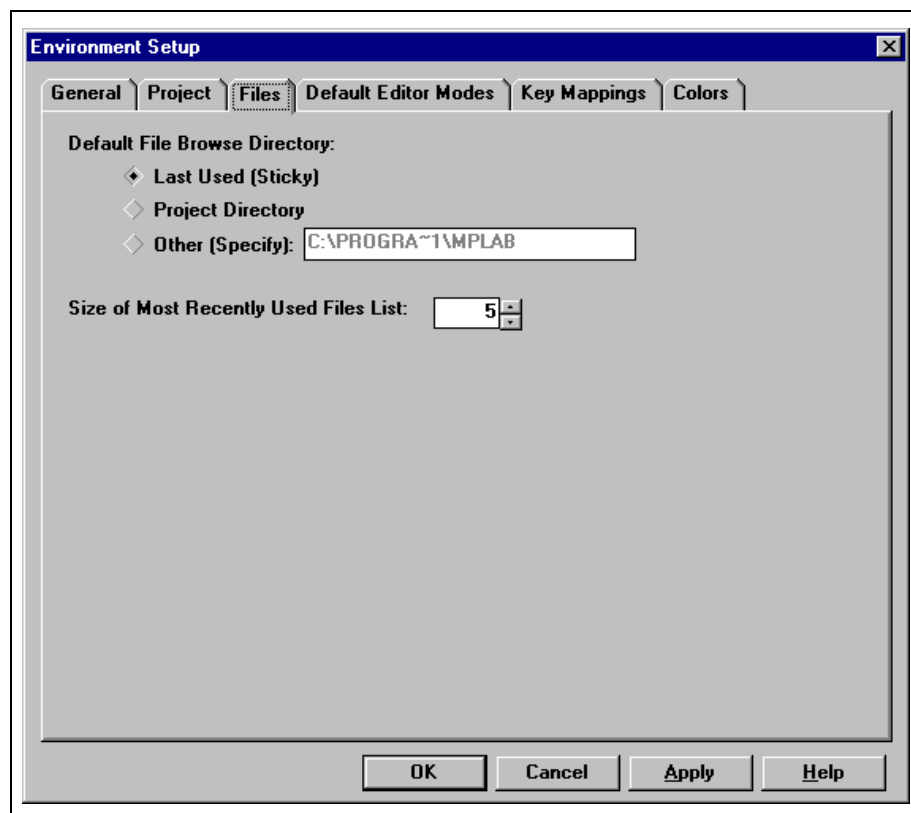 Environment Setup
General Project Files Default Editor Modes Key Mappings Colors
Default File Browse Directory:
Last Used (Sticky)
Project Directory
Other (Specify): C:\PROGRA~1\MPLAB
Size of Most Recently Used Files List: 5
OK Cancel Apply Help